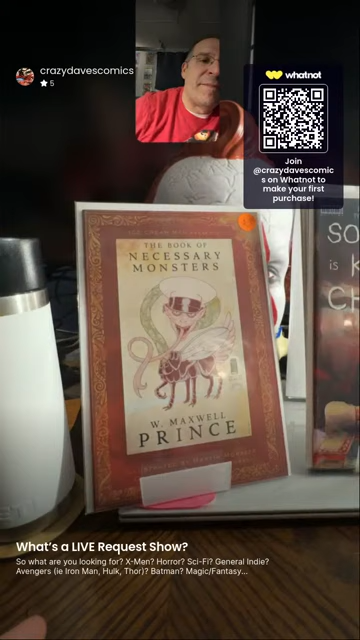 crazydavescomics
★ 5
whatnot
Join
@crazydavescomic
s on Whatnot to
make your first
purchase!
THE BOOK OF
NECESSARY
MONSTERS
W. MAXWELL
PRINCE
SO
is K
Ch
What's a LIVE Request Show?
So what are you looking for? X-Men? Horror? Sci-Fi? General Indie?
Avengers (ie Iron Man, Hulk, Thor)? Batman? Magic/Fantasy...